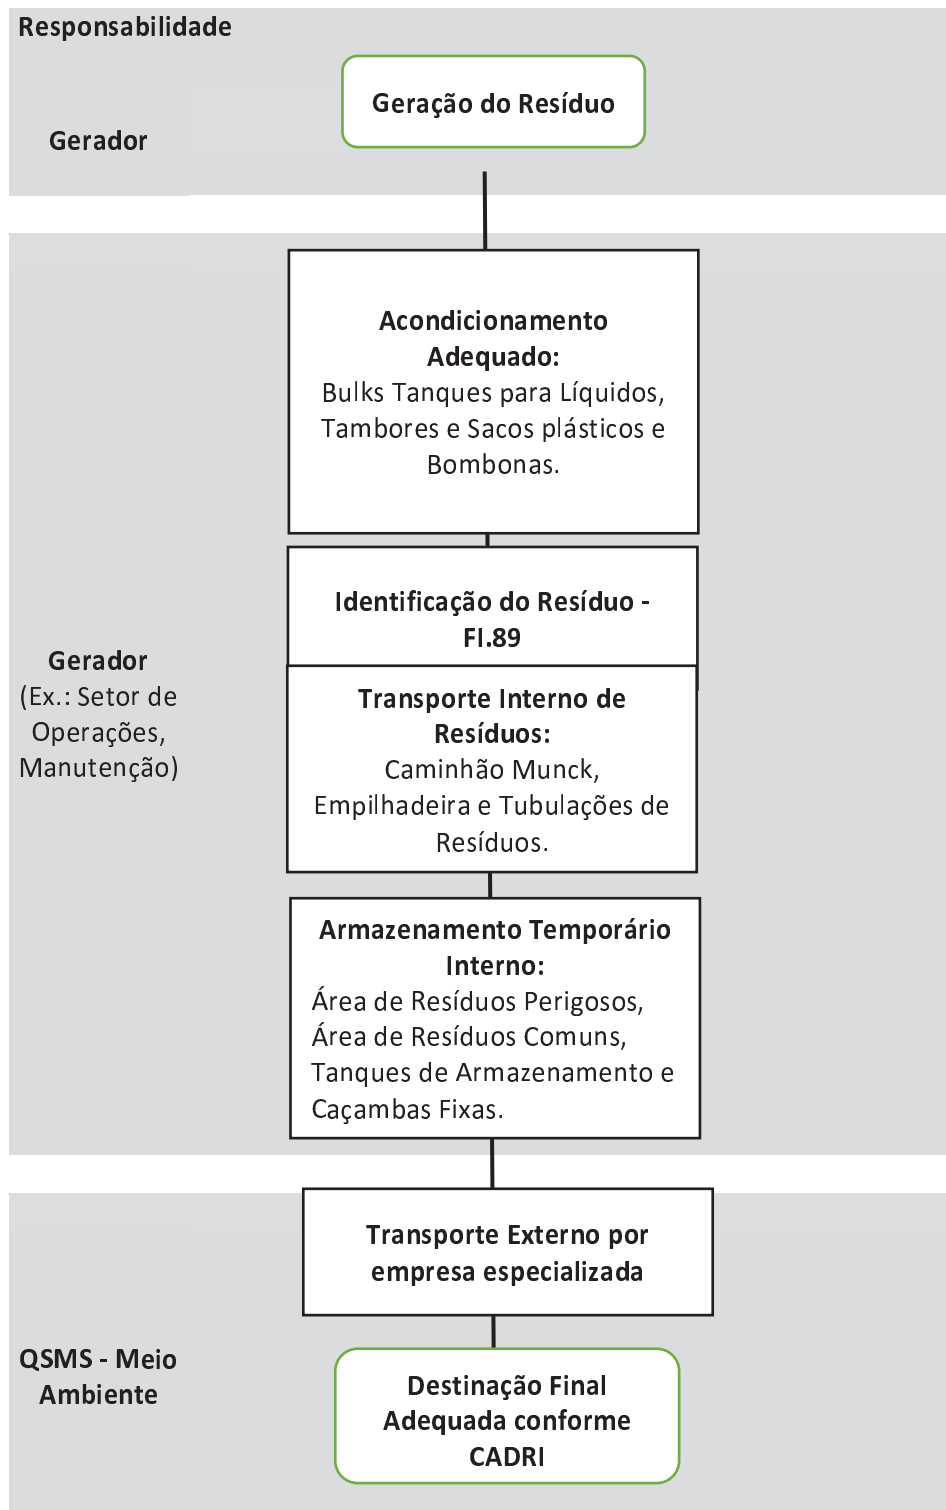 Responsabilidade
Geração do Resíduo
Gerador
Acondicionamento
Adequado:
Bulks Tanques para Líquidos,
Tambores e Sacos plásticos e
Bombonas.
Identificação do Resíduo -
FI.89
Gerador
(Ex.: Setor de
Operações,
Manutenção)
Transporte Interno de
Resíduos:
Caminhão Munck,
Empilhadeira e Tubulações de
Resíduos.
Armazenamento Temporário
Interno:
Área de Resíduos Perigosos,
Área de Resíduos Comuns,
Tanques de Armazenamento e
Caçambas Fixas.
Transporte Externo por
empresa especializada
QSMS - Meio
Ambiente
Destinação Final
Adequada conforme
CADRI